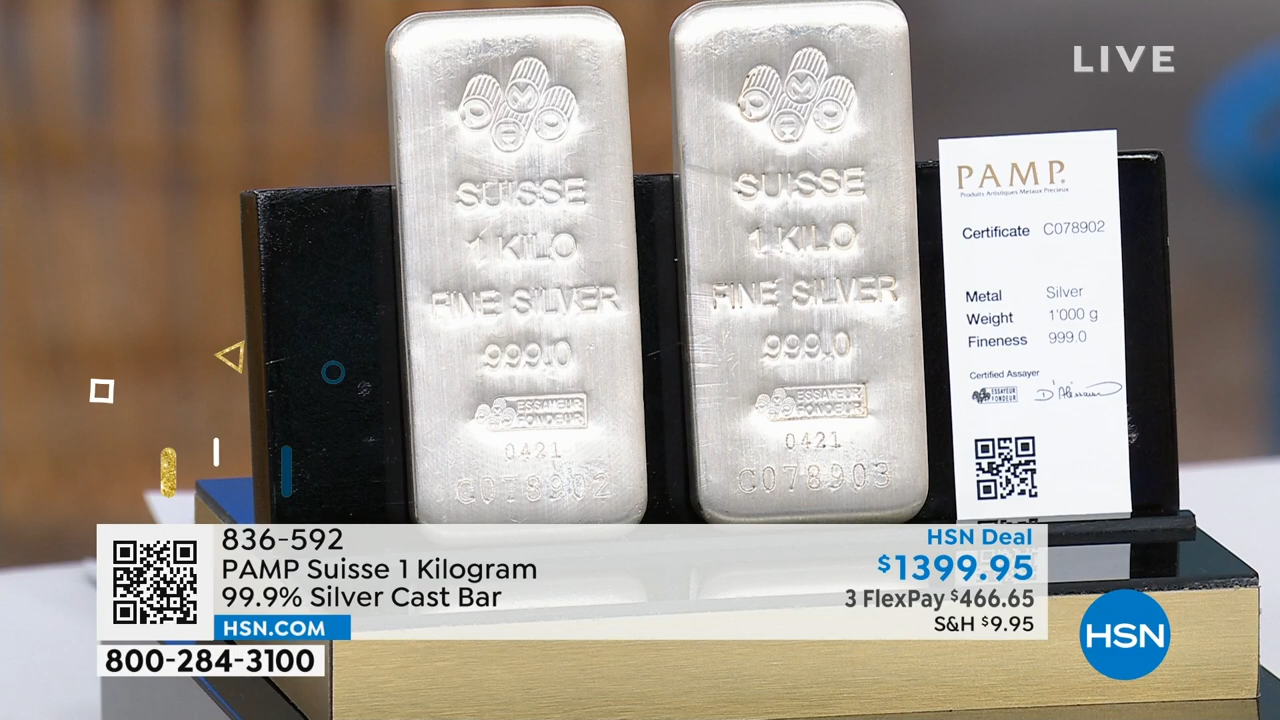 LIVE
P M A O
SUISSE
1 KILO
FINE SILVER
999.0
ESSAYEUR
FONDEUR
0421
C078902
P M A O
SUISSE
1 KILO
FINE SILVER
999.0
ESSAYEUR
FONDEUR
0421
C078903
PAMP.
Produits Artistiques Métaux Précieux
Certificate C078902
Metal Silver
Weight 1'000 g
Fineness 999.0
Certified Assayer
ESSAYEUR
FONDEUR
836-592
PAMP Suisse 1 Kilogram
99.9% Silver Cast Bar
HSN.COM
800-284-3100
HSN Deal
$1399.95
3 FlexPay $466.65
S&H $9.95
HSN